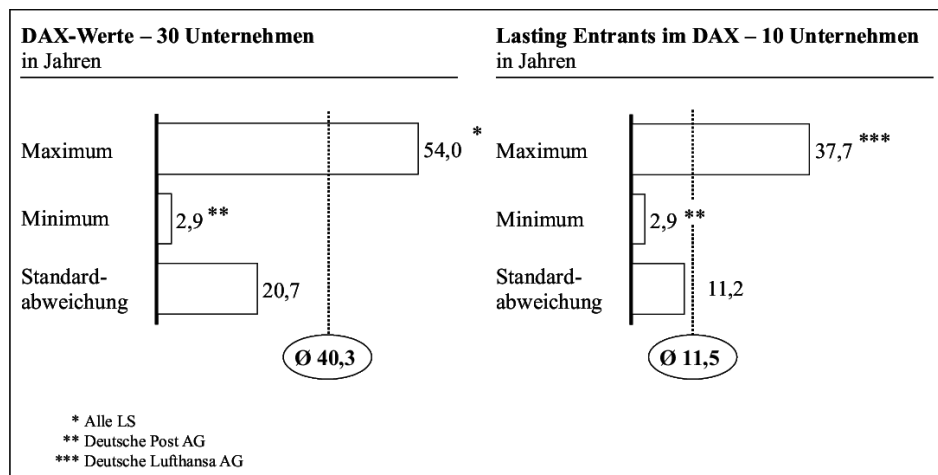 DAX-Werte – 30 Unternehmen
in Jahren
Maximum
54,0 *
Minimum
2,9 **
Standard-
abweichung
20,7
Ø 40,3
Lasting Entrants im DAX – 10 Unternehmen
in Jahren
Maximum
37,7 ***
Minimum
2,9 **
Standard-
abweichung
11,2
Ø 11,5
* Alle LS
** Deutsche Post AG
*** Deutsche Lufthansa AG